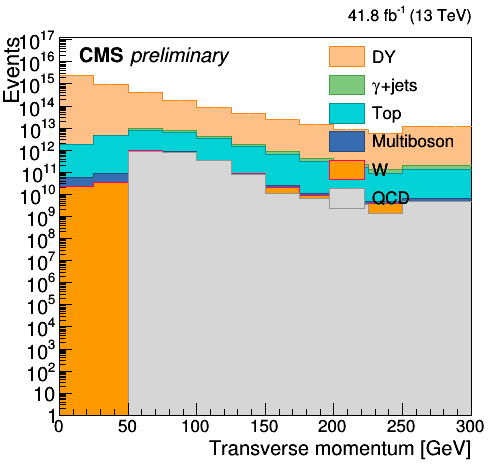 41.8 fb⁻¹ (13 TeV)
Events
10¹⁷
10¹⁶
10¹⁵
10¹⁴
10¹³
10¹²
10¹¹
10¹⁰
10⁹
10⁸
10⁷
10⁶
10⁵
10⁴
10³
10²
10
1
CMS preliminary
DY
γ+jets
Top
Multiboson
W
QCD
0 50 100 150 200 250 300
Transverse momentum [GeV]